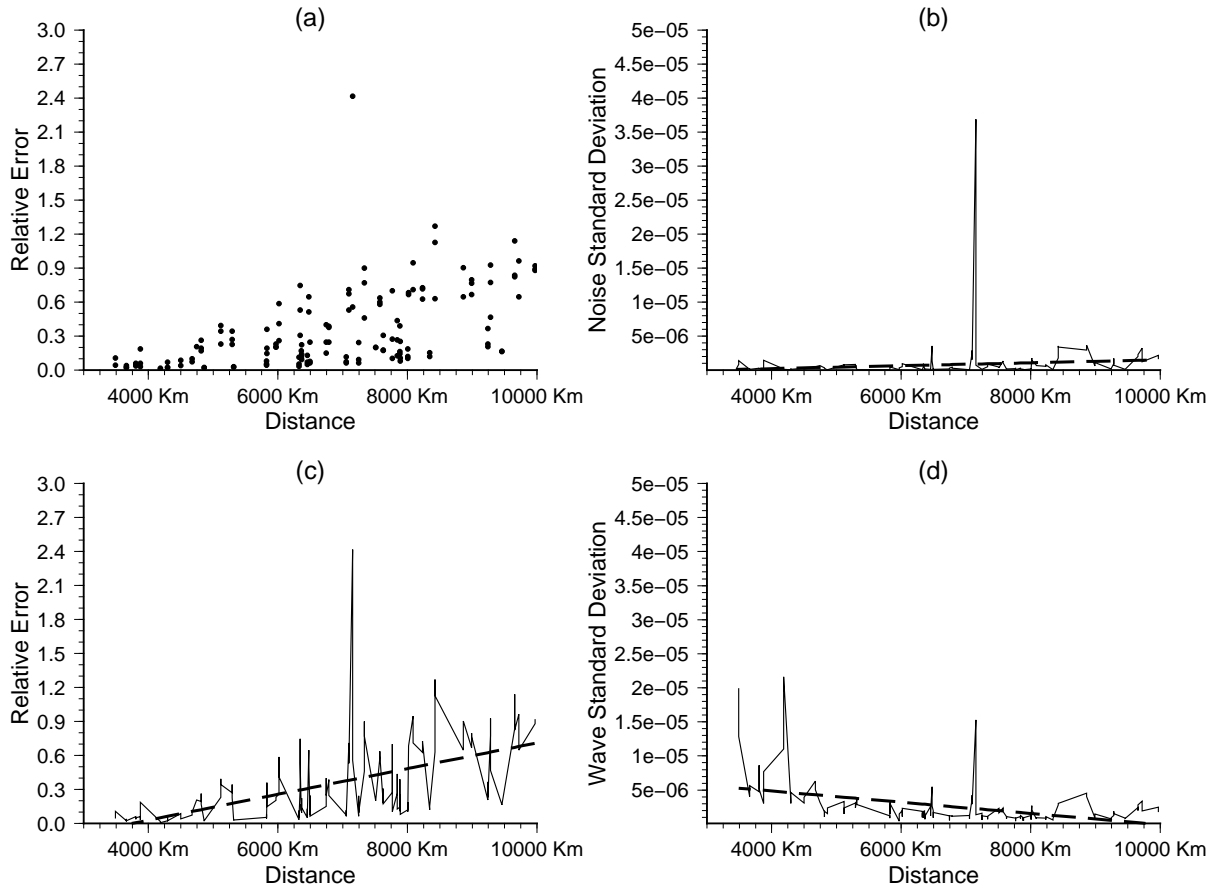 (a)
3.0
2.7
2.4
2.1
1.8
1.5
1.2
0.9
0.6
0.3
0.0
Relative Error
4000 Km 6000 Km 8000 Km 10000 Km
Distance
(b)
5e−05
4.5e−05
4e−05
3.5e−05
3e−05
2.5e−05
2e−05
1.5e−05
1e−05
5e−06
Noise Standard Deviation
4000 Km 6000 Km 8000 Km 10000 Km
Distance
(c)
3.0
2.7
2.4
2.1
1.8
1.5
1.2
0.9
0.6
0.3
0.0
Relative Error
4000 Km 6000 Km 8000 Km 10000 Km
Distance
(d)
5e−05
4.5e−05
4e−05
3.5e−05
3e−05
2.5e−05
2e−05
1.5e−05
1e−05
5e−06
Wave Standard Deviation
4000 Km 6000 Km 8000 Km 10000 Km
Distance